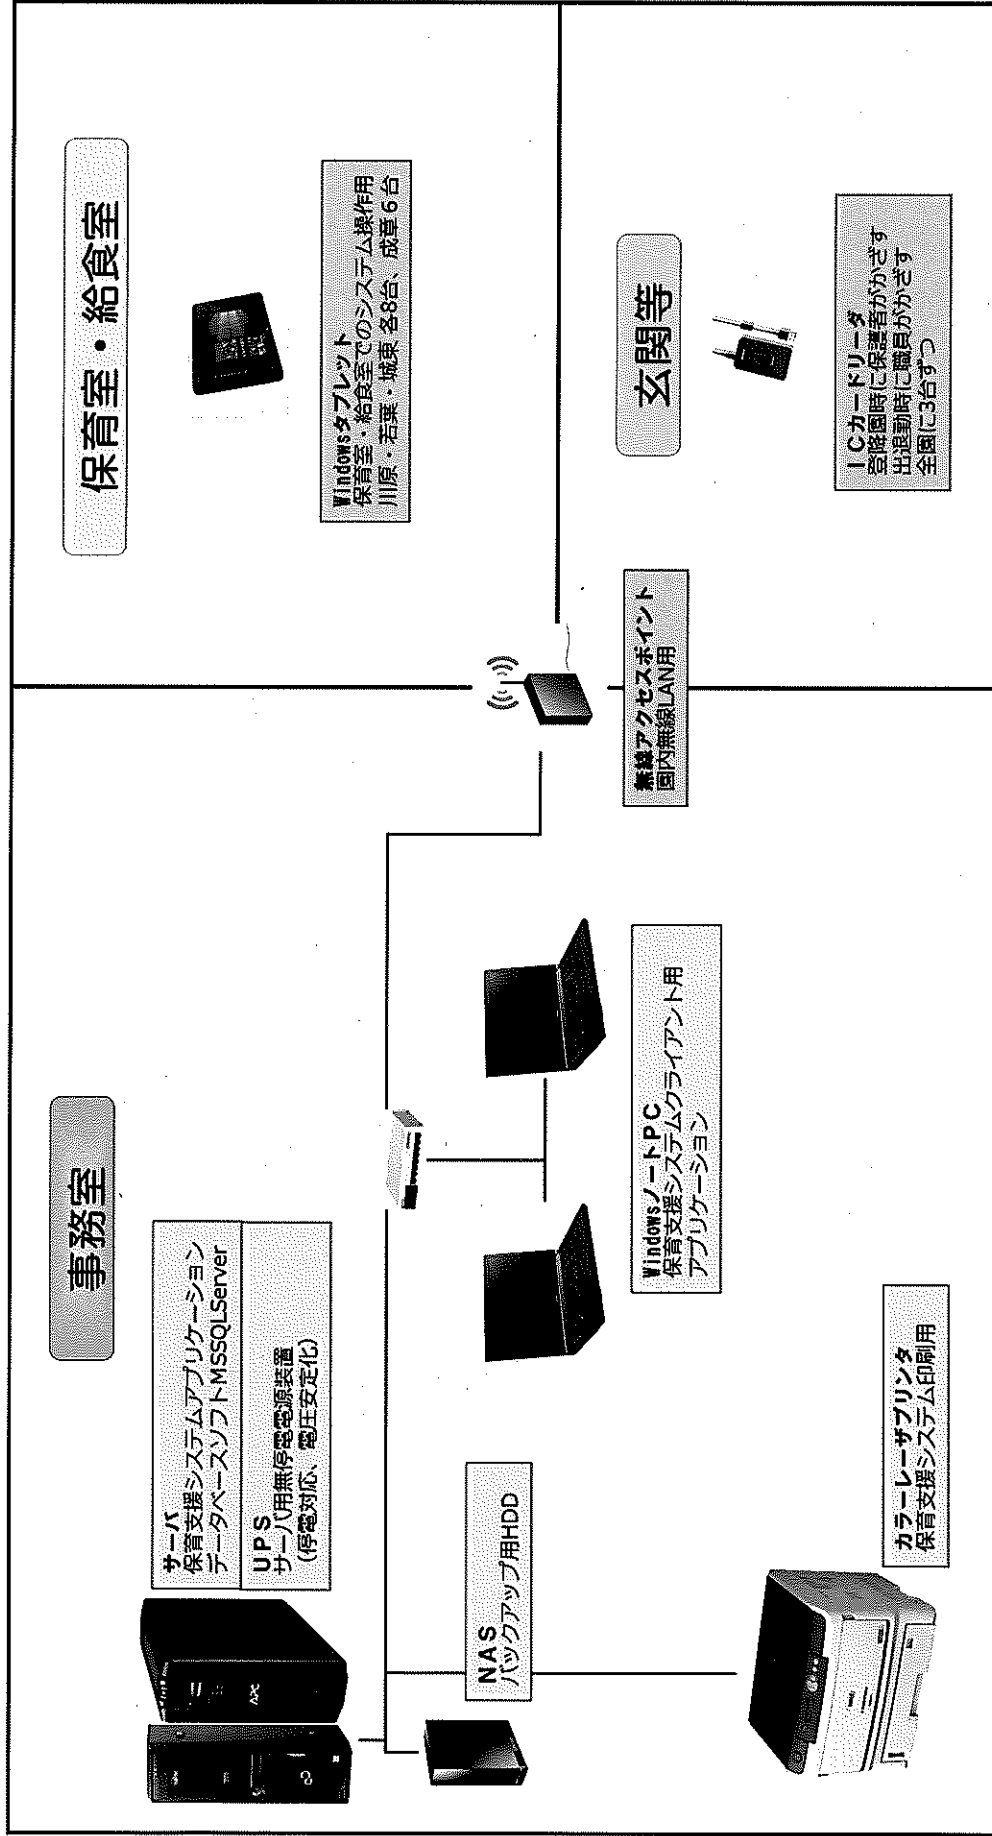 事務室
サーバ
保育支援システムアプリケーション
データベースソフトMSSQLServer
UPS
サーバ用無停電電源装置
(停電対応、電圧安定化)
APC
NAS
バックアップ用HDD
WindowsノートPC
保育支援システムクライアント用
アプリケーション
カラーレーザプリンタ
保育支援システム印刷用
無線アクセスポイント
園内無線LAN用
保育室・給食室
Windowsタブレット
保育室・給食室でのシステム操作用
川原・若葉・城東 各8台、成章6台
玄関等
ICカードリーダ
登降園時に保護者がかざす
出退勤時に職員がかざす
全園に3台ずつ